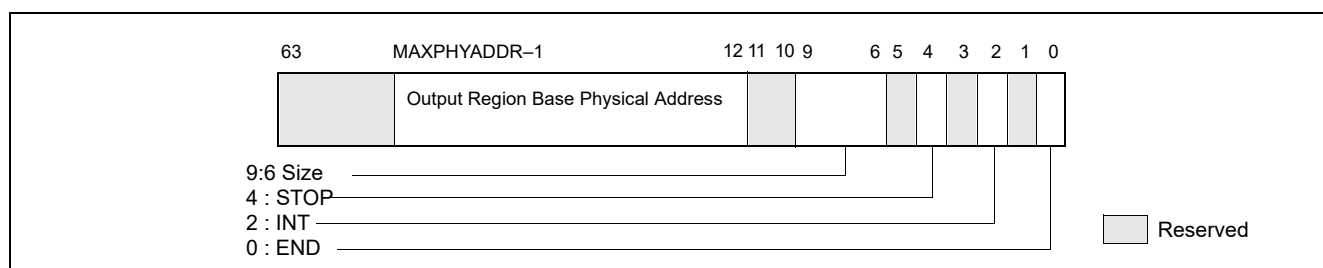 63 MAXPHYADDR–1 12 11 10 9 6 5 4 3 2 1 0
Output Region Base Physical Address
9:6 Size
4 : STOP
2 : INT
0 : END
Reserved